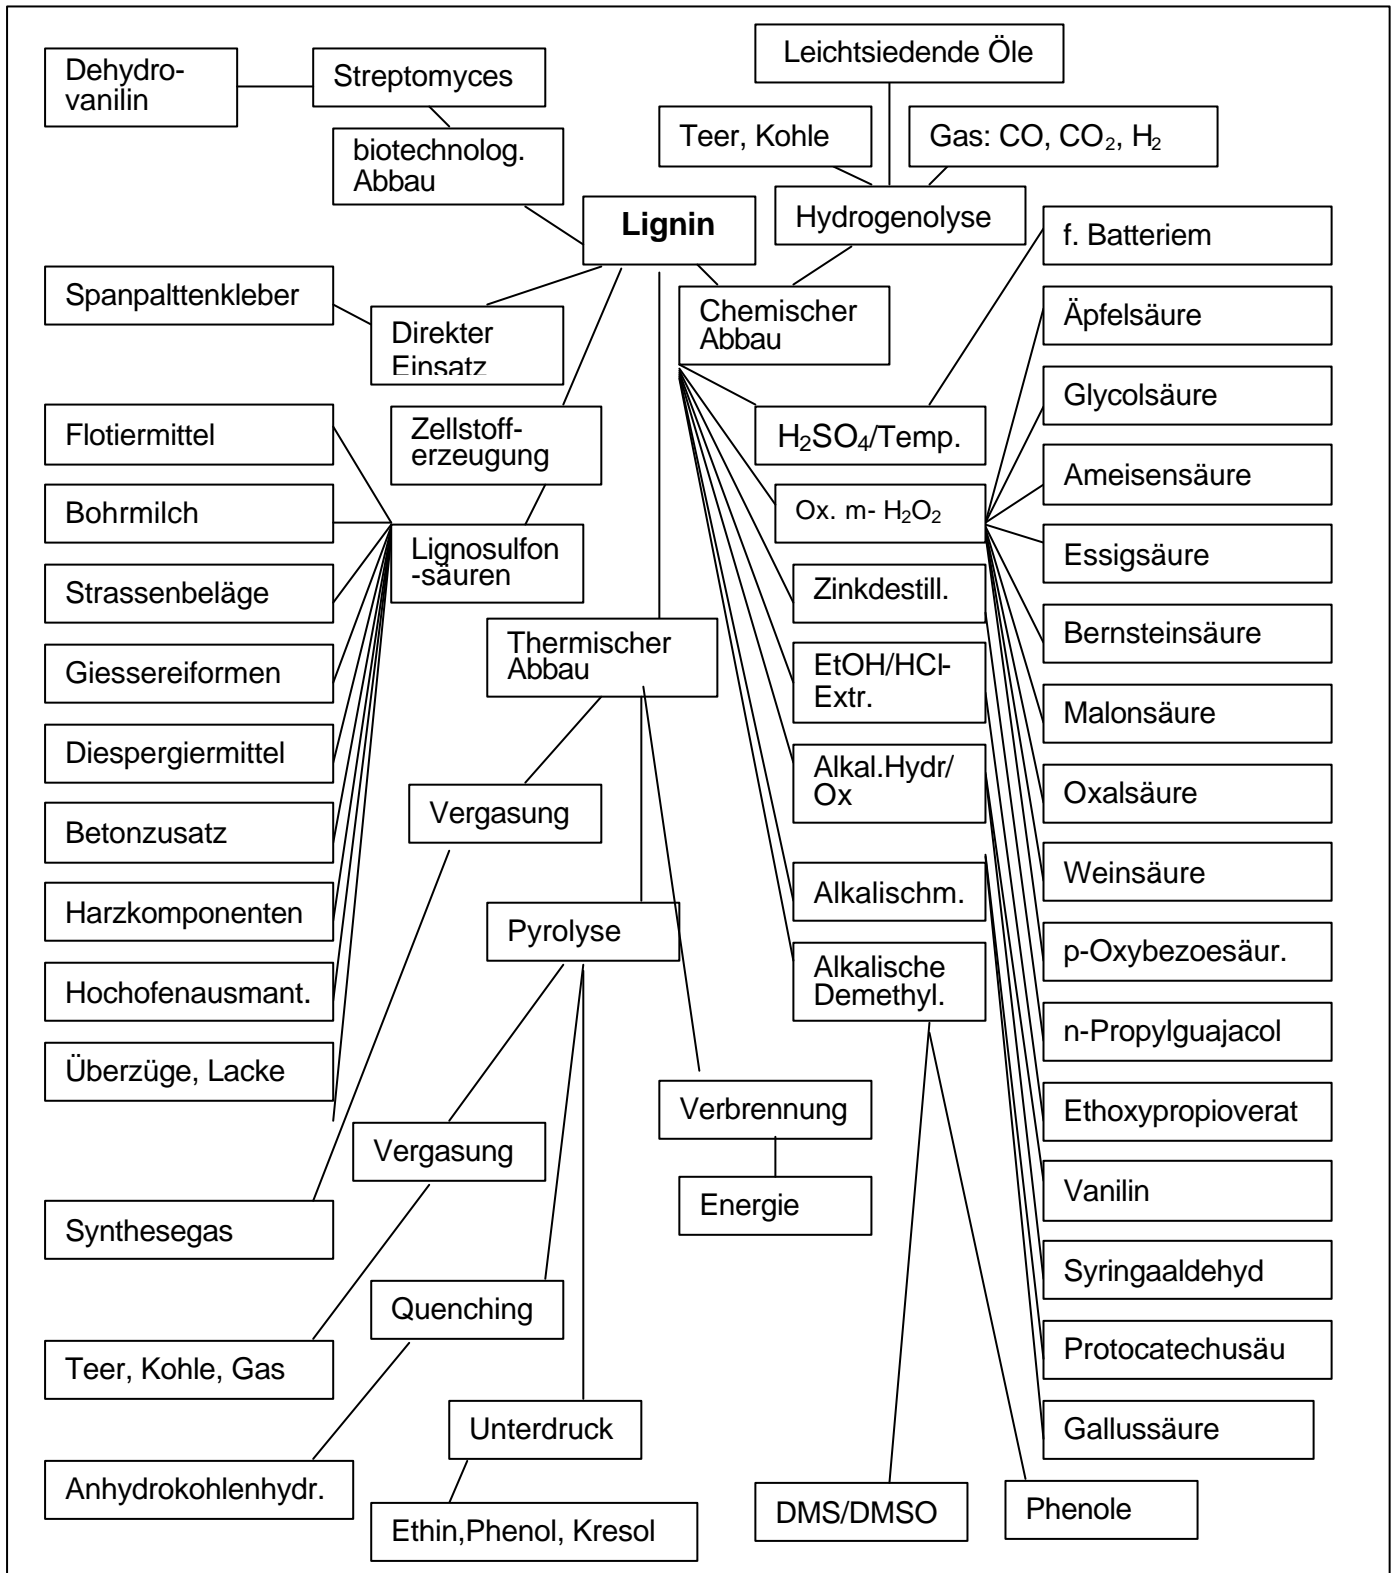 Leichtsiedende Öle
Dehydro-
vanilin
Streptomyces
Teer, Kohle
Gas: CO, CO₂, H₂
biotechnolog.
Abbau
Lignin
Hydrogenolyse
f. Batteriem
Spanpalttenkleber
Direkter
Einsatz
Chemischer
Abbau
Äpfelsäure
Glycolsäure
Flotiermittel
Zellstoff-
erzeugung
H₂SO₄/Temp.
Ameisensäure
Bohrmilch
Ox. m- H₂O₂
Lignosulfon
-säuren
Essigsäure
Strassenbeläge
Zinkdestill.
Thermischer
Abbau
Bernsteinsäure
Giessereiformen
EtOH/HCl-
Extr.
Malonsäure
Diespergiermittel
Alkal.Hydr/
Ox
Oxalsäure
Vergasung
Betonzusatz
Weinsäure
Alkalischm.
Harzkomponenten
Pyrolyse
p-Oxybezoesäur.
Alkalische
Demethyl.
Hochofenausmant.
n-Propylguajacol
Überzüge, Lacke
Verbrennung
Ethoxypropioverat
Vergasung
Vanilin
Energie
Synthesegas
Syringaaldehyd
Quenching
Protocatechusäu
Teer, Kohle, Gas
Unterdruck
Gallussäure
Anhydrokohlenhydr.
DMS/DMSO
Phenole
Ethin,Phenol, Kresol